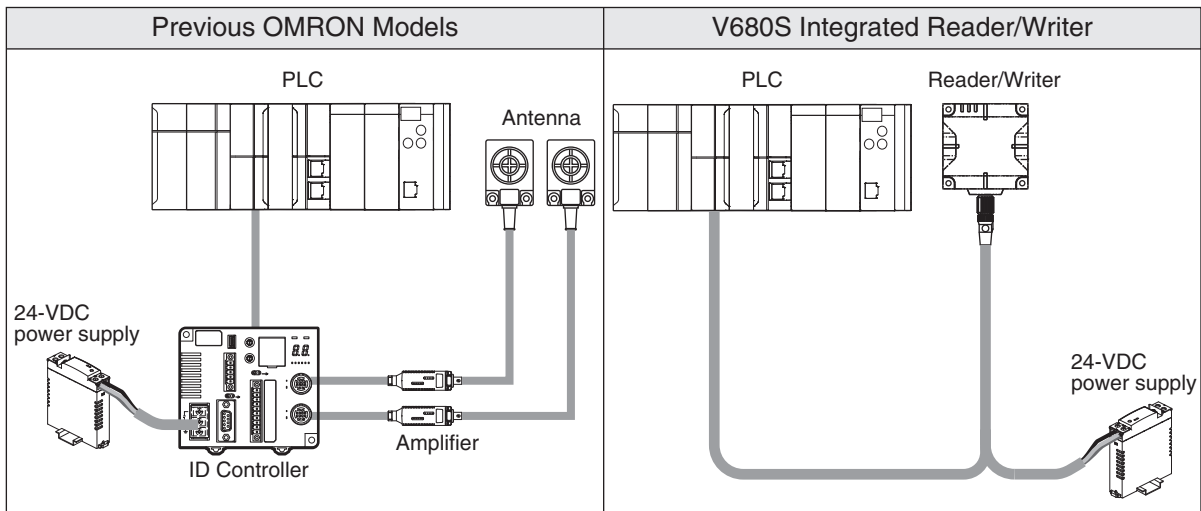 Previous OMRON Models
V680S Integrated Reader/Writer
PLC
Antenna
24-VDC
power supply
Amplifier
ID Controller
PLC
Reader/Writer
24-VDC
power supply